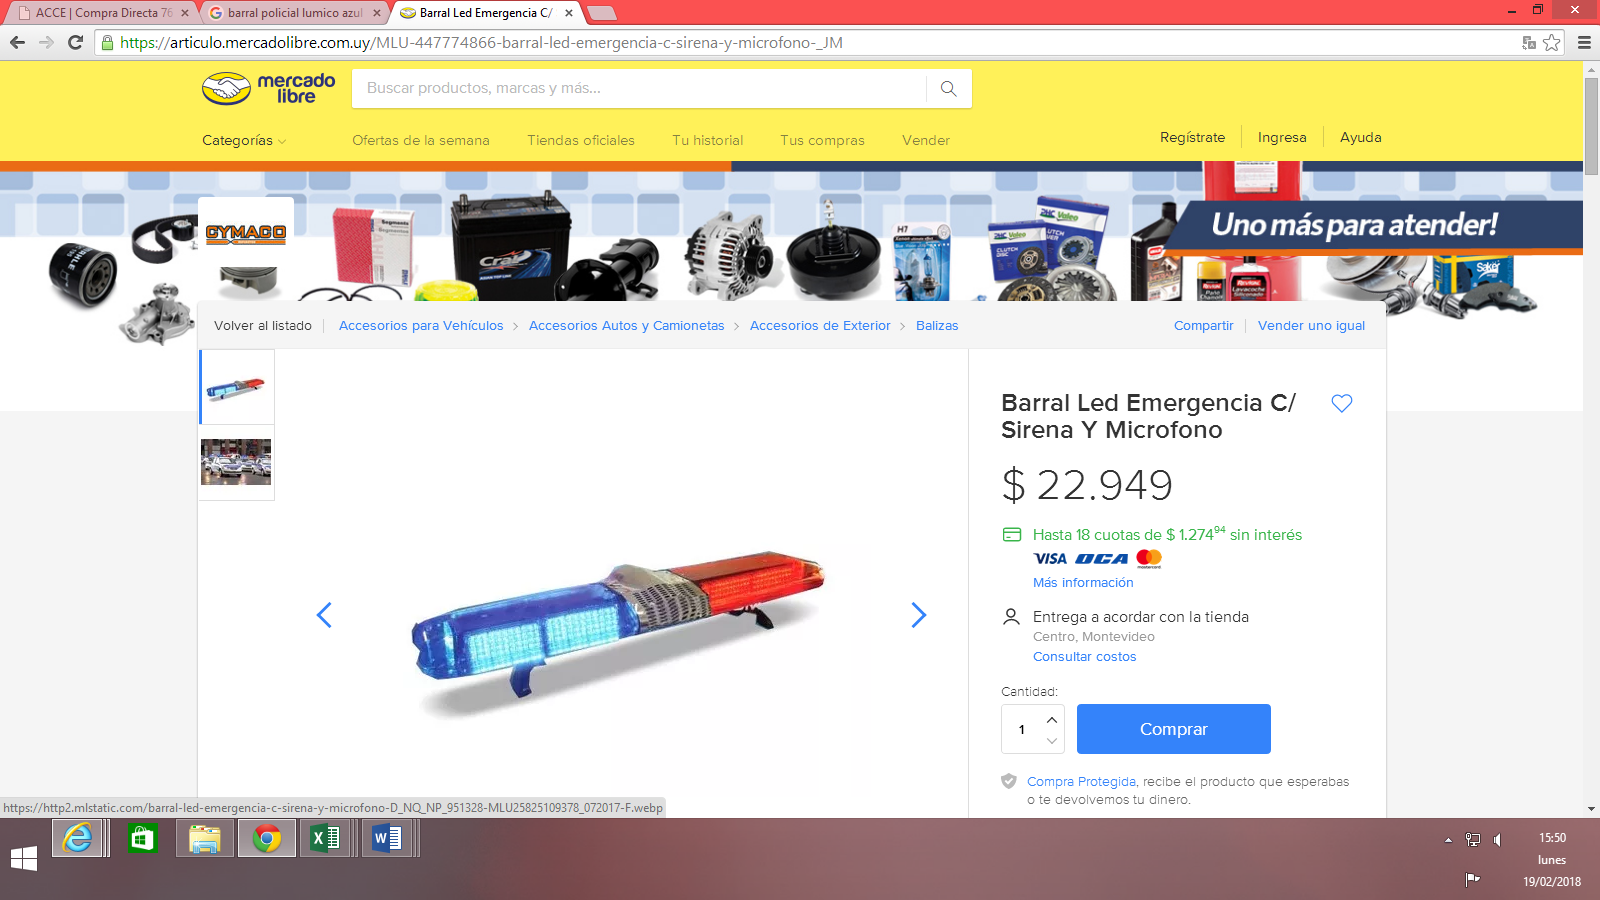 ACCE | Compra Directa 76
barral policial lumico azul
Barral Led Emergencia C/
https://articulo.mercadolibre.com.uy/MLU-447774866-barral-led-emergencia-c-sirena-y-microfono-_JM
mercado
libre
Buscar productos, marcas y más...
Categorías
Ofertas de la semana
Tiendas oficiales
Tu historial
Tus compras
Vender
Regístrate
Ingresa
Ayuda
CYMACO
Uno más para atender!
H7
Valeo
Valeo
Volver al listado
Accesorios para Vehículos
Accesorios Autos y Camionetas
Accesorios de Exterior
Balizas
Compartir
Vender uno igual
Barral Led Emergencia C/
Sirena Y Microfono
$ 22.949
Hasta 18 cuotas de $ 1.274⁹⁴ sin interés
VISA OCA mastercard
Más información
Entrega a acordar con la tienda
Centro, Montevideo
Consultar costos
Cantidad:
1
Comprar
Compra Protegida, recibe el producto que esperabas
o te devolvemos tu dinero.
https://http2.mlstatic.com/barral-led-emergencia-c-sirena-y-microfono-D_NQ_NP_951328-MLU25825109378_072017-F.webp
15:50
lunes
19/02/2018